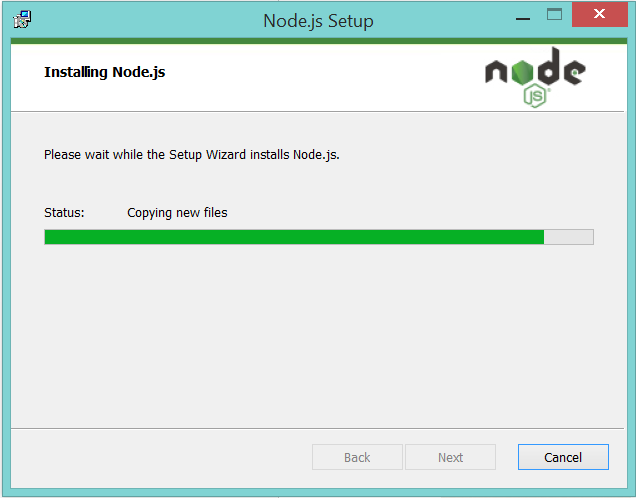 Node.js Setup
Installing Node.js
node
JS
Please wait while the Setup Wizard installs Node.js.
Status: Copying new files
Back Next Cancel